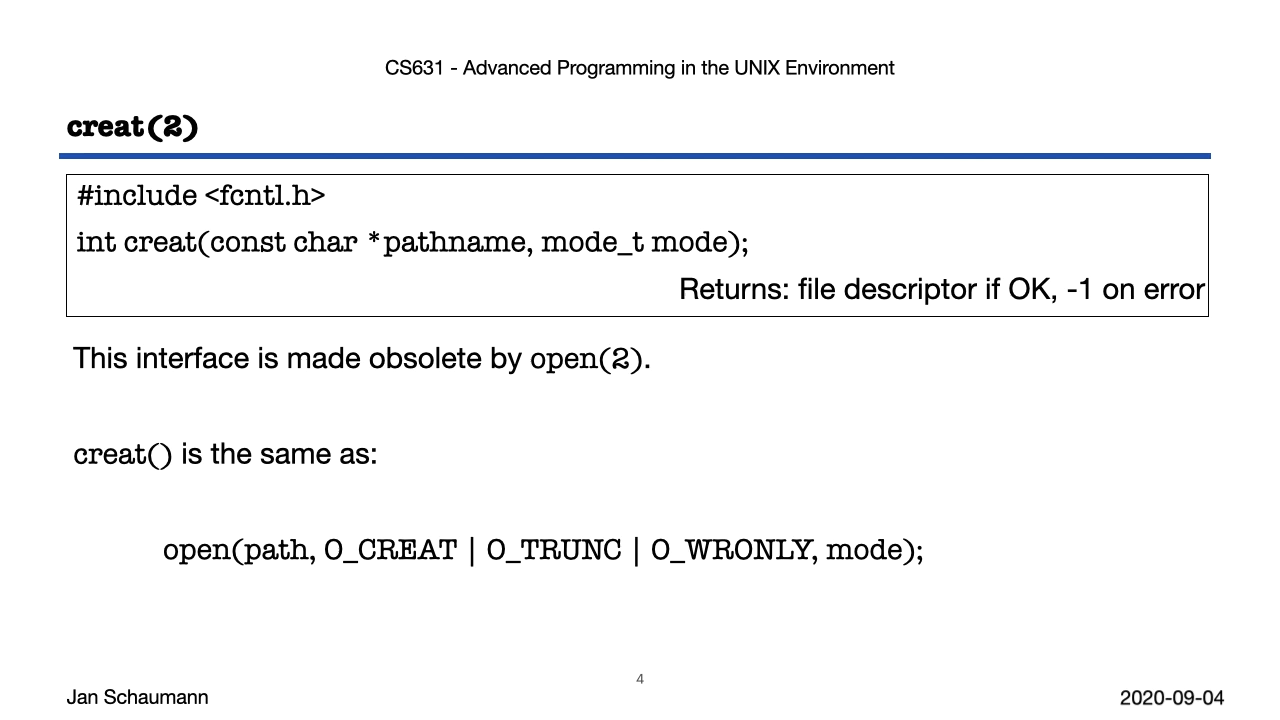 CS631 - Advanced Programming in the UNIX Environment
creat(2)
#include <fcntl.h>
int creat(const char *pathname, mode_t mode);
Returns: file descriptor if OK, -1 on error
This interface is made obsolete by open(2).
creat() is the same as:
open(path, O_CREAT | O_TRUNC | O_WRONLY, mode);
4
Jan Schaumann
2020-09-04